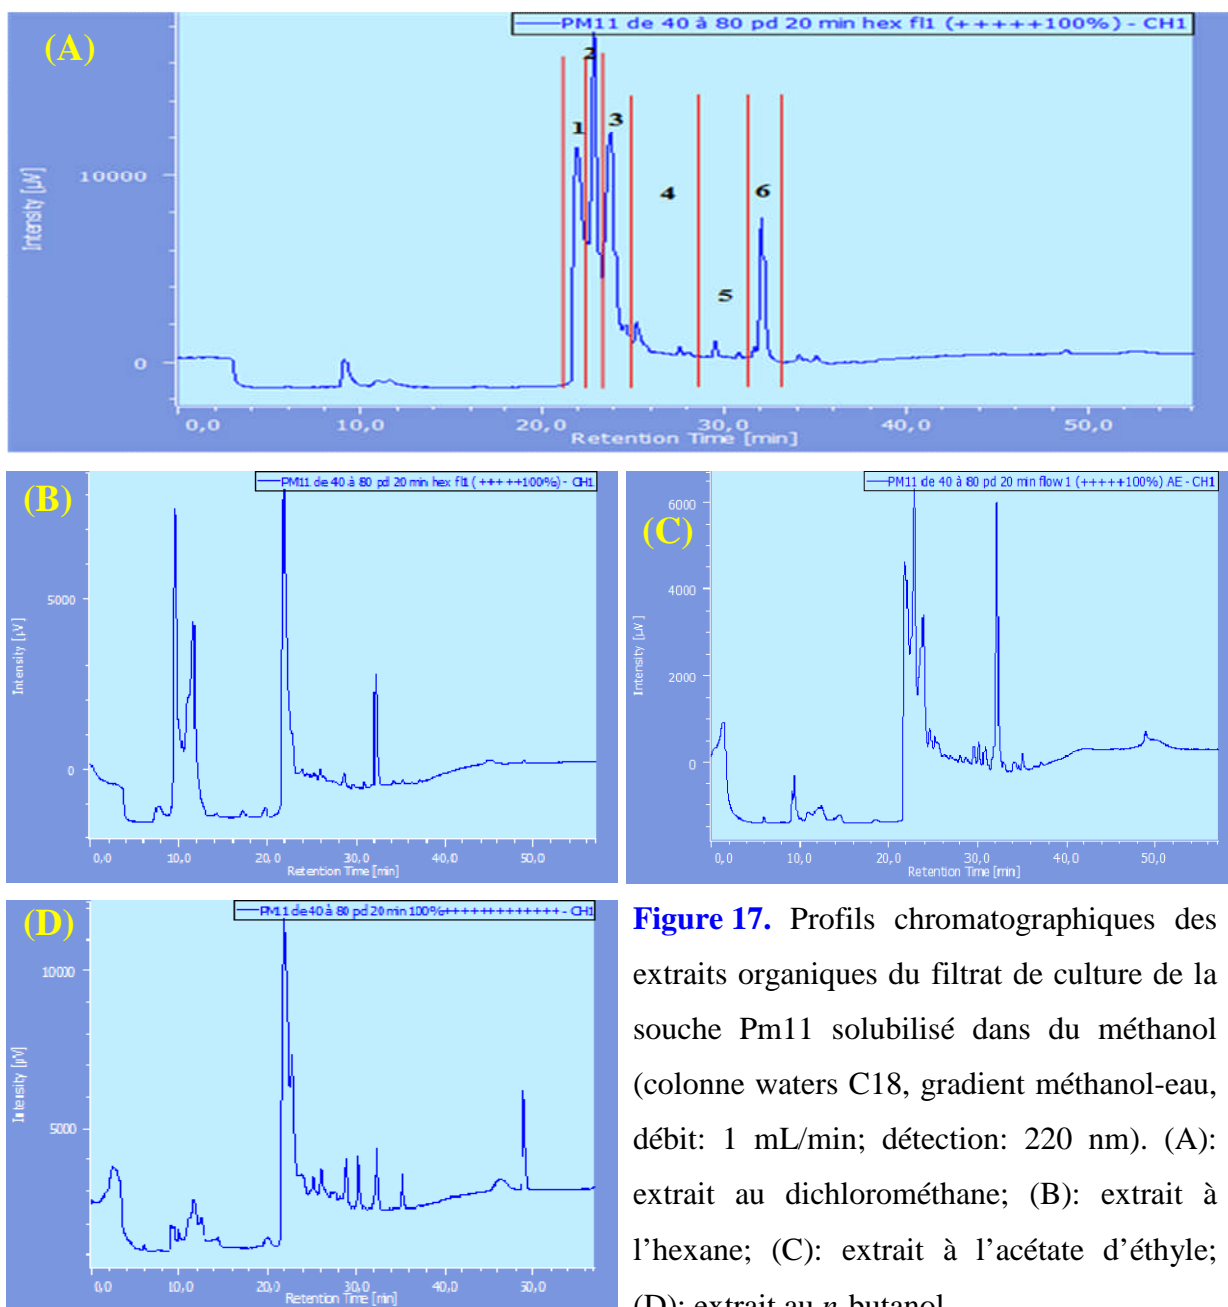 PM11 de 40 à 80 pd 20 min hex fl1 (+++++100%) - CH1
(A)
2
1
3
4
6
5
10000
0
Intensity [µV]
0,0 10,0 20,0 30,0 40,0 50,0
Retention Time [min]
PM11 de 40 à 80 pd 20 min hex fl1 (+++++100%) - CH1
(B)
5000
0
Intensity [µV]
0,0 10,0 20,0 30,0 40,0 50,0
Retention Time [min]
PM11 de 40 à 80 pd 20 min flow 1 (+++++100%) AE - CH1
(C)
6000
4000
2000
0
Intensity [µV]
0,0 10,0 20,0 30,0 40,0 50,0
Retention Time [min]
PM11 de 40 à 80 pd 20 min 100%+++++++++++++ - CH1
(D)
10000
5000
Intensity [µV]
0,0 10,0 20,0 30,0 40,0 50,0
Retention Time [min]
Figure 17. Profils chromatographiques des
extraits organiques du filtrat de culture de la
souche Pm11 solubilisé dans du méthanol
(colonne waters C18, gradient méthanol-eau,
débit: 1 mL/min; détection: 220 nm). (A):
extrait au dichlorométhane; (B): extrait à
l'hexane; (C): extrait à l'acétate d'éthyle;
(D): extrait au n-butanol